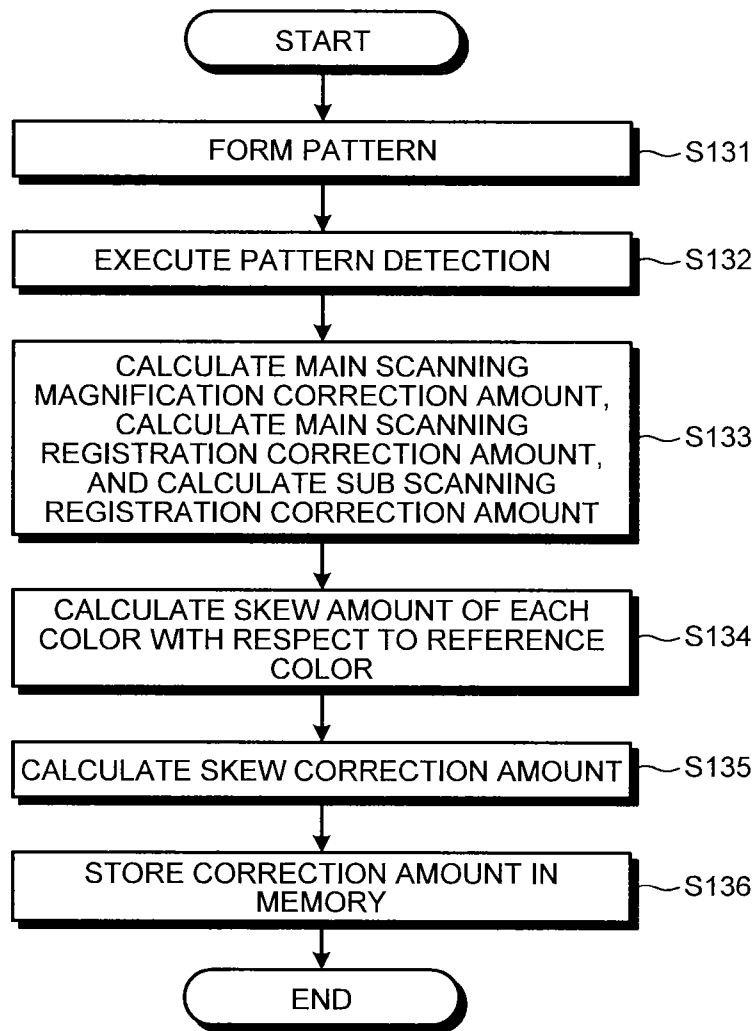 START
FORM PATTERN
S131
EXECUTE PATTERN DETECTION
S132
CALCULATE MAIN SCANNING
MAGNIFICATION CORRECTION AMOUNT,
CALCULATE MAIN SCANNING
REGISTRATION CORRECTION AMOUNT,
AND CALCULATE SUB SCANNING
REGISTRATION CORRECTION AMOUNT
S133
CALCULATE SKEW AMOUNT OF EACH
COLOR WITH RESPECT TO REFERENCE
COLOR
S134
CALCULATE SKEW CORRECTION AMOUNT
S135
STORE CORRECTION AMOUNT IN
MEMORY
S136
END